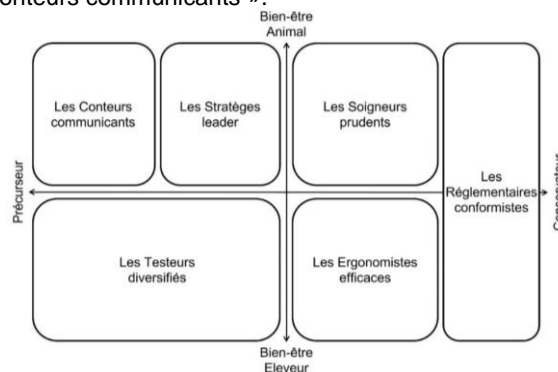 onteurs communicants ».
Bien-être
Animal
Les Conteurs
communicants
Les Stratèges
leader
Les Soigneurs
prudents
Précurseur
Les
Réglementaires
conformistes
Les Testeurs
diversifiés
Les Ergonomistes
efficaces
Bien-être
Eleveur